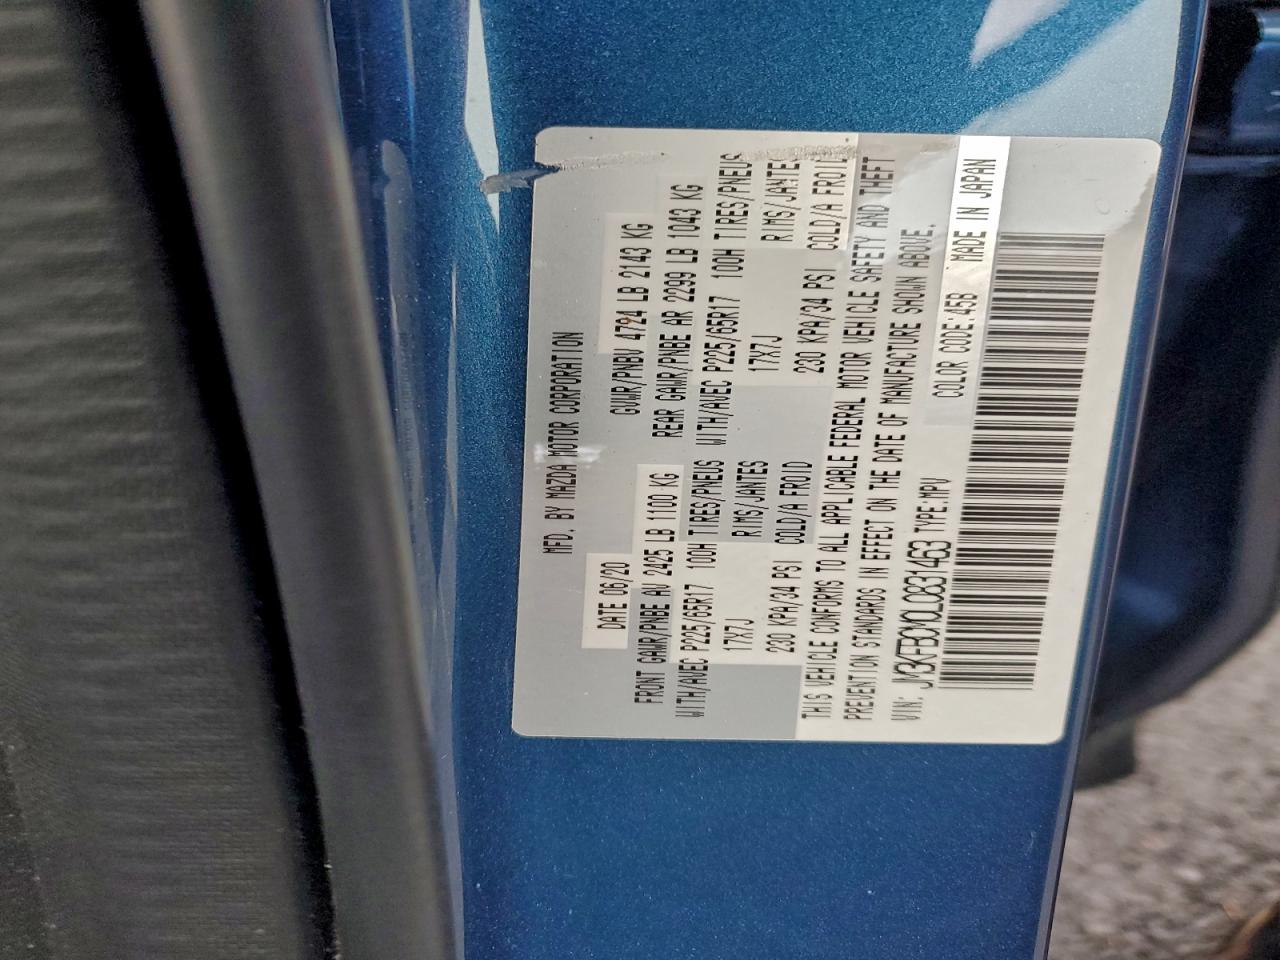 MFD. BY MAZDA MOTOR CORPORATION
DATE 06/20 GVWR/PNBV 4724 LB 2143 KG
FRONT GAWR/PNBE AV 2425 LB 1100 KG REAR GAWR/PNBE AR 2299 LB 1043 KG
WITH/AVEC P225/65R17 100H TIRES/PNEUS WITH/AVEC P225/65R17 100H TIRES/PNEUS
17X7J RIMS/JANTES 17X7J RIMS/JANTES
230 KPA/34 PSI COLD/A FROID 230 KPA/34 PSI COLD/A FROID
THIS VEHICLE CONFORMS TO ALL APPLICABLE FEDERAL MOTOR VEHICLE SAFETY AND THEFT
PREVENTION STANDARDS IN EFFECT ON THE DATE OF MANUFACTURE SHOWN ABOVE.
VIN: JM3KFBCM0L0831463 TYPE:MPV
COLOR CODE:45B MADE IN JAPAN